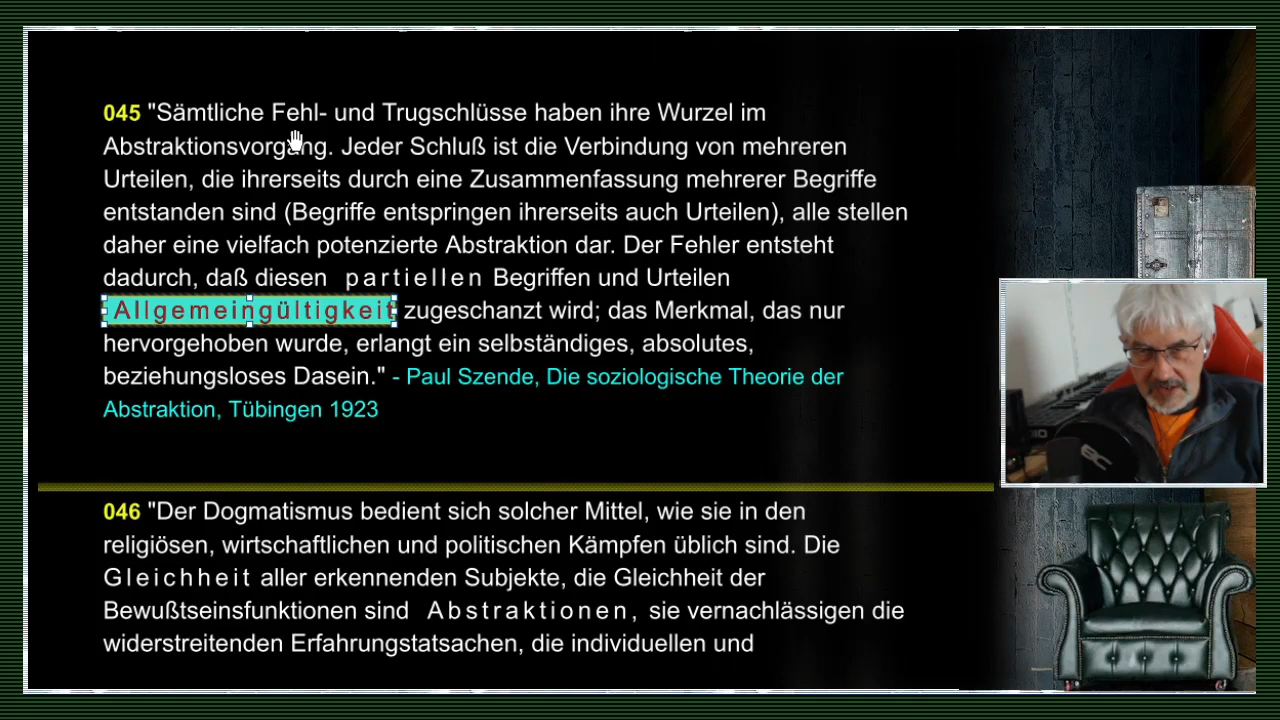 045 "Sämtliche Fehl- und Trugschlüsse haben ihre Wurzel im
Abstraktionsvorgang. Jeder Schluß ist die Verbindung von mehreren
Urteilen, die ihrerseits durch eine Zusammenfassung mehrerer Begriffe
entstanden sind (Begriffe entspringen ihrerseits auch Urteilen), alle stellen
daher eine vielfach potenzierte Abstraktion dar. Der Fehler entsteht
dadurch, daß diesen partiellen Begriffen und Urteilen
Allgemeingültigkeit zugeschanzt wird; das Merkmal, das nur
hervorgehoben wurde, erlangt ein selbständiges, absolutes,
beziehungsloses Dasein." - Paul Szende, Die soziologische Theorie der
Abstraktion, Tübingen 1923
046 "Der Dogmatismus bedient sich solcher Mittel, wie sie in den
religiösen, wirtschaftlichen und politischen Kämpfen üblich sind. Die
Gleichheit aller erkennenden Subjekte, die Gleichheit der
Bewußtseinsfunktionen sind Abstraktionen, sie vernachlässigen die
widerstreitenden Erfahrungstatsachen, die individuellen und